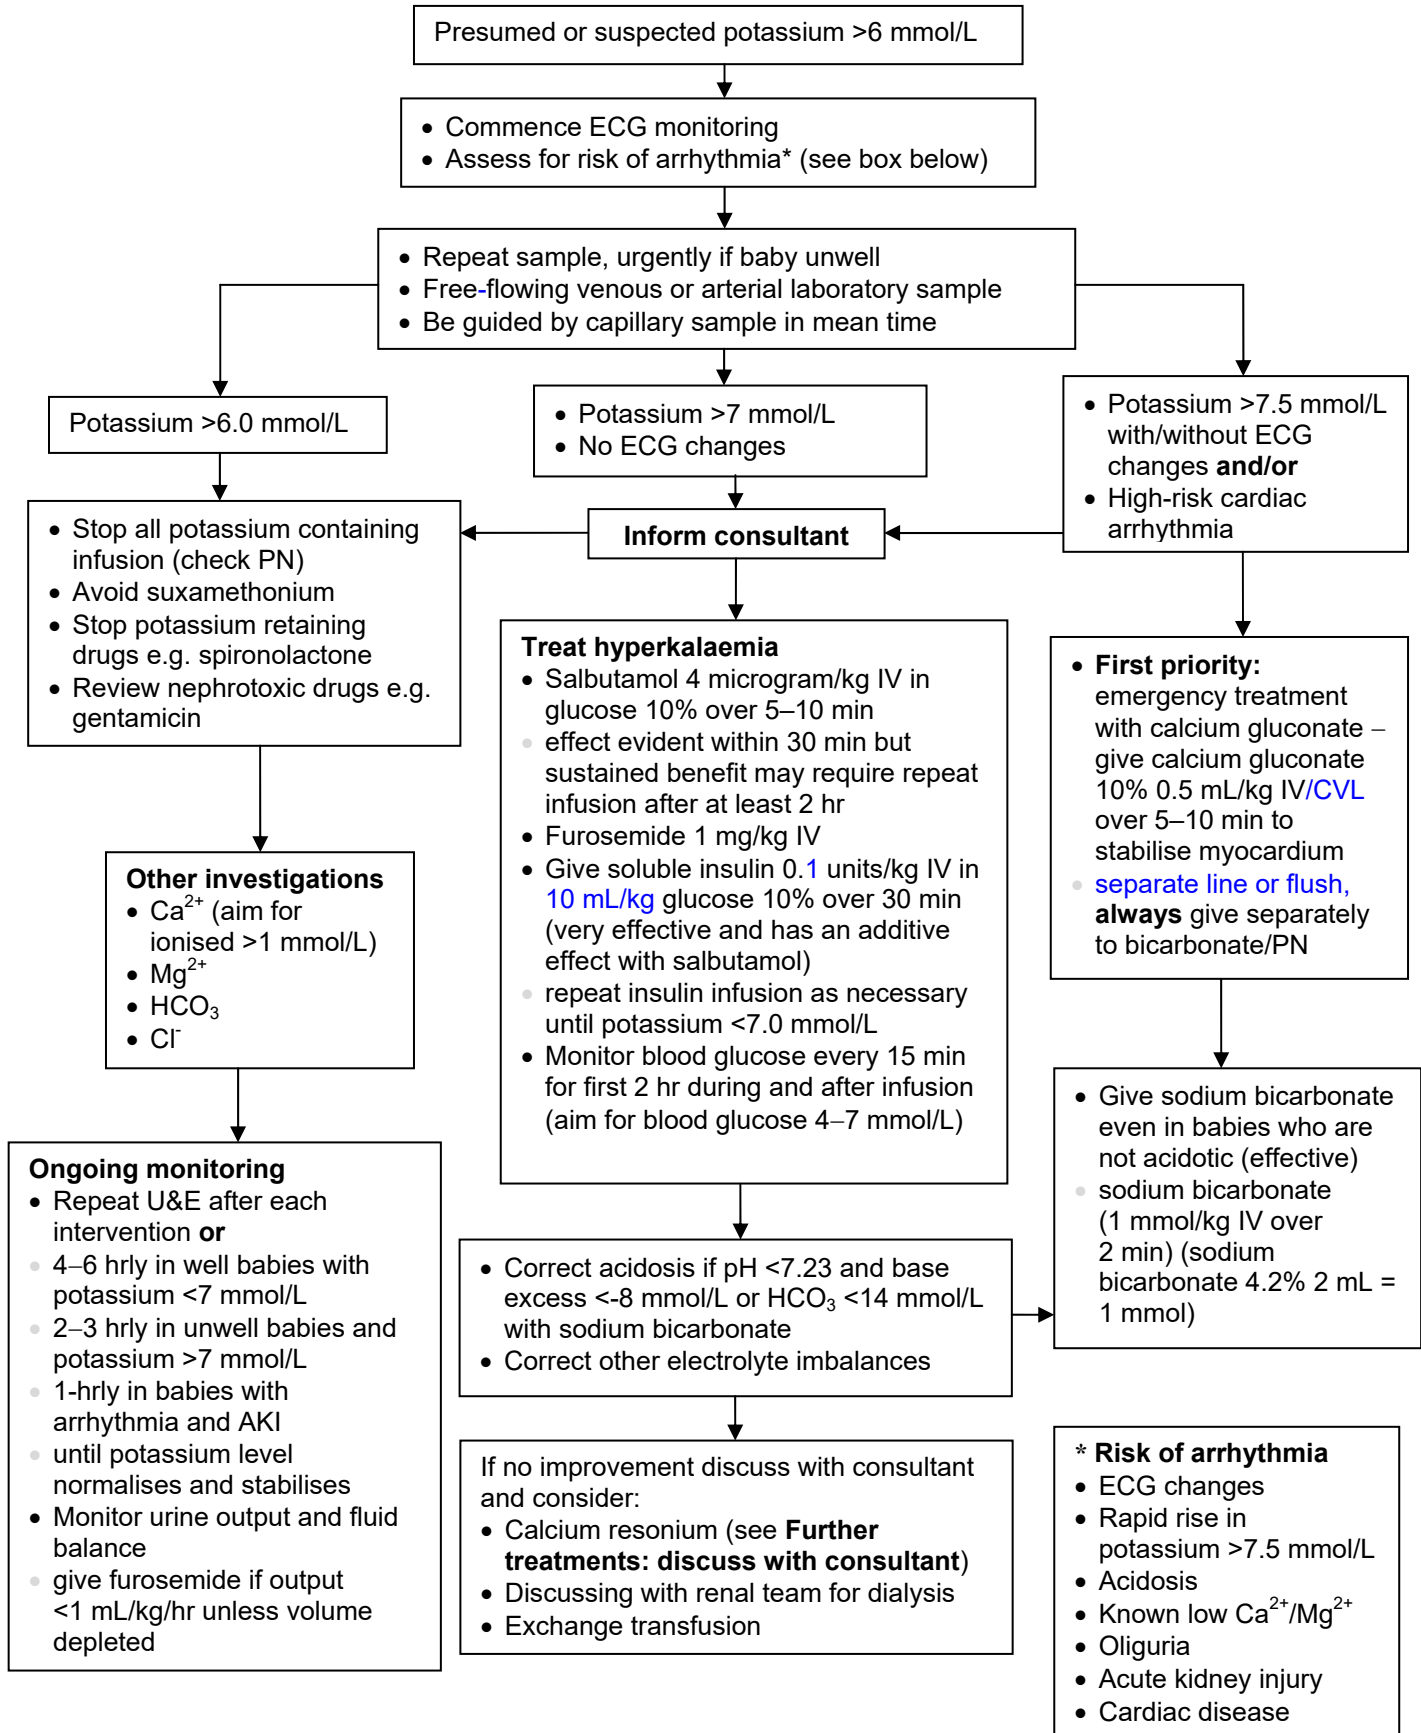 Presumed or suspected potassium >6 mmol/L
• Commence ECG monitoring
• Assess for risk of arrhythmia* (see box below)
• Repeat sample, urgently if baby unwell
• Free-flowing venous or arterial laboratory sample
• Be guided by capillary sample in mean time
Potassium >6.0 mmol/L
• Potassium >7 mmol/L
• No ECG changes
• Potassium >7.5 mmol/L
with/without ECG
changes and/or
• High-risk cardiac
arrhythmia
• Stop all potassium containing
infusion (check PN)
• Avoid suxamethonium
• Stop potassium retaining
drugs e.g. spironolactone
• Review nephrotoxic drugs e.g.
gentamicin
Inform consultant
Treat hyperkalaemia
• Salbutamol 4 microgram/kg IV in
glucose 10% over 5–10 min
• effect evident within 30 min but
sustained benefit may require repeat
infusion after at least 2 hr
• Furosemide 1 mg/kg IV
• Give soluble insulin 0.1 units/kg IV in
10 mL/kg glucose 10% over 30 min
(very effective and has an additive
effect with salbutamol)
• repeat insulin infusion as necessary
until potassium <7.0 mmol/L
• Monitor blood glucose every 15 min
for first 2 hr during and after infusion
(aim for blood glucose 4–7 mmol/L)
• First priority:
emergency treatment
with calcium gluconate –
give calcium gluconate
10% 0.5 mL/kg IV/CVL
over 5–10 min to
stabilise myocardium
• separate line or flush,
always give separately
to bicarbonate/PN
Other investigations
• Ca²⁺ (aim for
ionised >1 mmol/L)
• Mg²⁺
• HCO₃
• Cl⁻
Ongoing monitoring
• Repeat U&E after each
intervention or
• 4–6 hrly in well babies with
potassium <7 mmol/L
• 2–3 hrly in unwell babies and
potassium >7 mmol/L
• 1-hrly in babies with
arrhythmia and AKI
• until potassium level
normalises and stabilises
• Monitor urine output and fluid
balance
• give furosemide if output
<1 mL/kg/hr unless volume
depleted
• Correct acidosis if pH <7.23 and base
excess <-8 mmol/L or HCO₃ <14 mmol/L
with sodium bicarbonate
• Correct other electrolyte imbalances
• Give sodium bicarbonate
even in babies who are
not acidotic (effective)
• sodium bicarbonate
(1 mmol/kg IV over
2 min) (sodium
bicarbonate 4.2% 2 mL =
1 mmol)
If no improvement discuss with consultant
and consider:
• Calcium resonium (see Further
treatments: discuss with consultant)
• Discussing with renal team for dialysis
• Exchange transfusion
* Risk of arrhythmia
• ECG changes
• Rapid rise in
potassium >7.5 mmol/L
• Acidosis
• Known low Ca²⁺/Mg²⁺
• Oliguria
• Acute kidney injury
• Cardiac disease